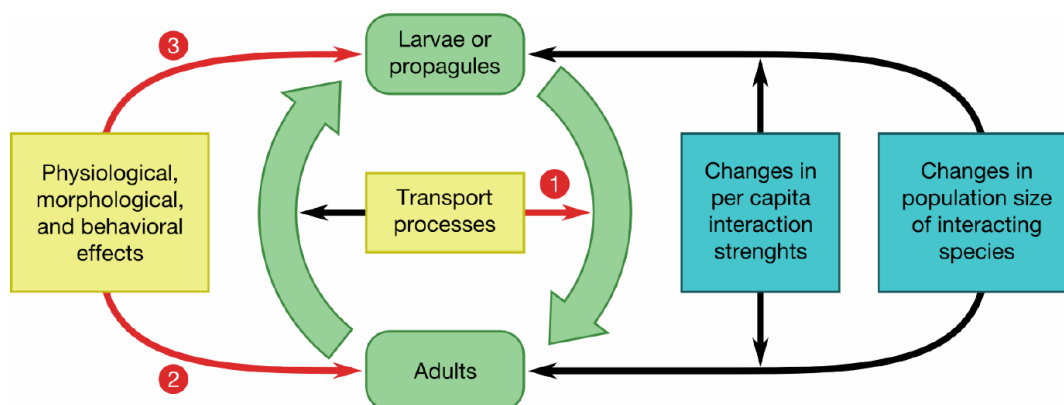 3
Larvae or
propagules
Physiological,
morphological,
and behavioral
effects
Transport
processes
1
Changes in
per capita
interaction
strenghts
Changes in
population size
of interacting
species
2
Adults